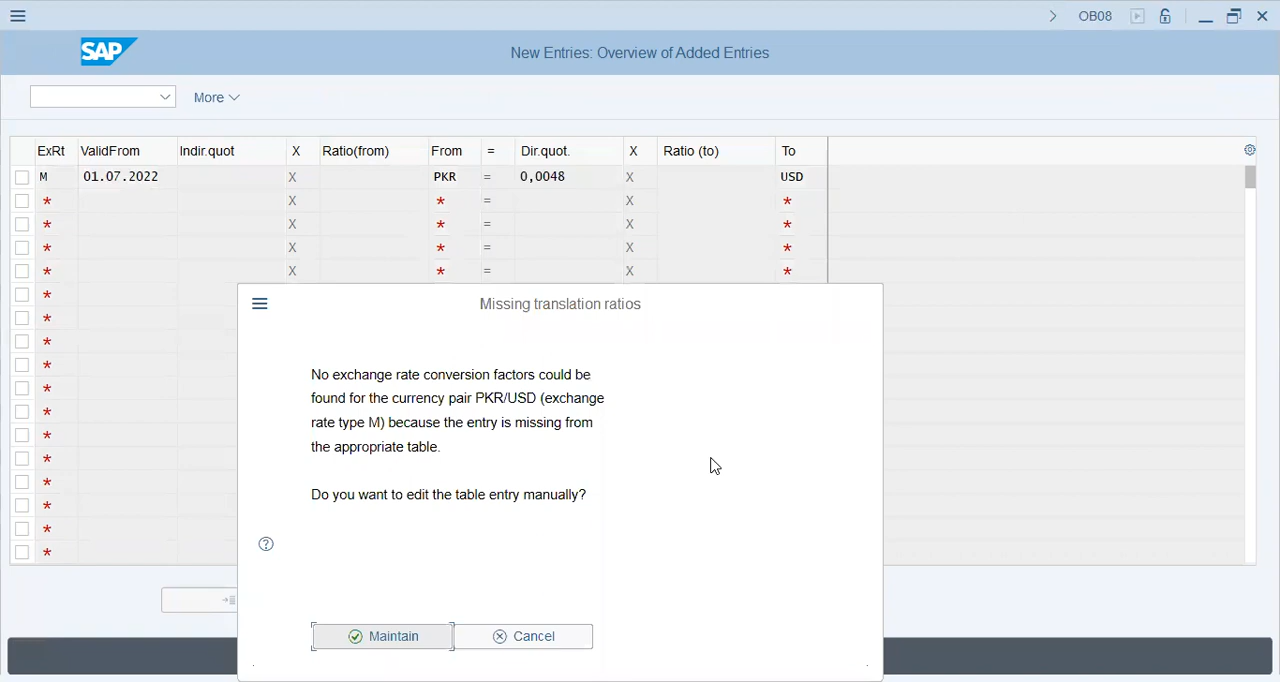 OB08
SAP
New Entries: Overview of Added Entries
More
ExRt ValidFrom Indir.quot X Ratio(from) From = Dir.quot. X Ratio (to) To
M 01.07.2022 X PKR = 0,0048 X USD
* X * = X *
* X * = X *
* X * = X *
* X * = X *
*
*
*
*
*
*
*
*
*
*
*
*
Missing translation ratios
No exchange rate conversion factors could be
found for the currency pair PKR/USD (exchange
rate type M) because the entry is missing from
the appropriate table.
Do you want to edit the table entry manually?
Maintain Cancel